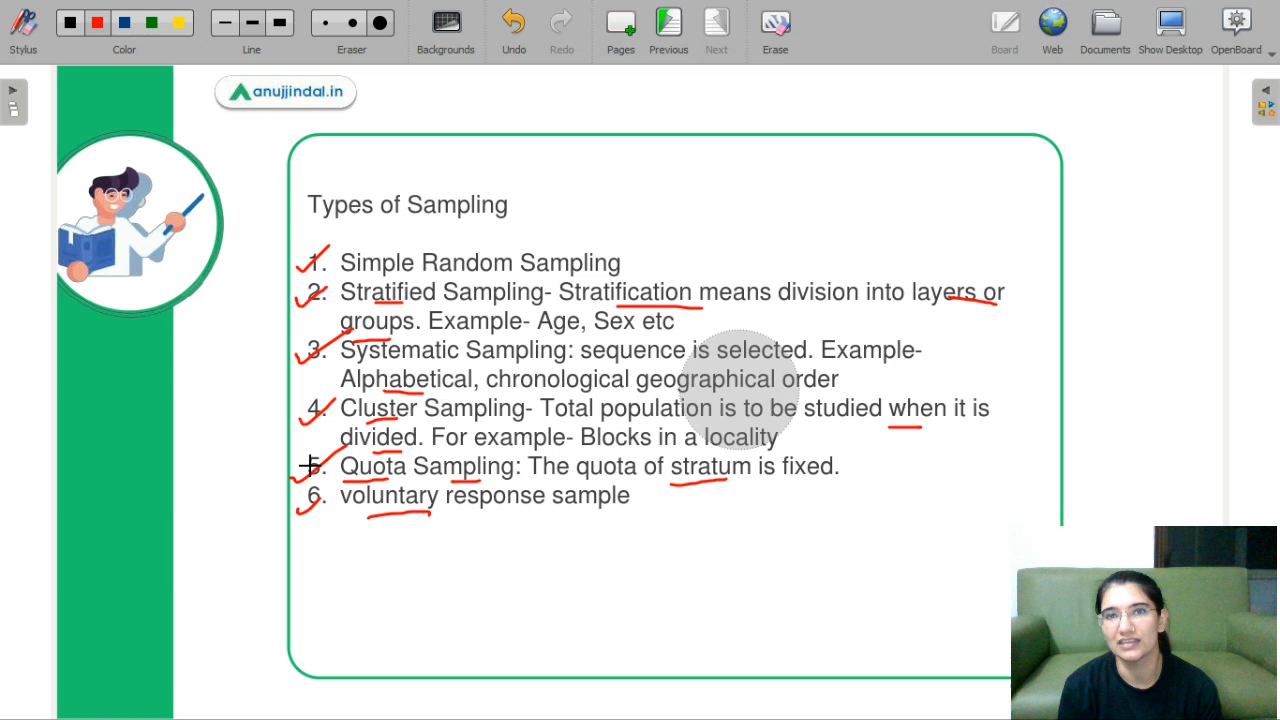 Stylus
Color
Line
Eraser
Backgrounds
Undo
Redo
Pages
Previous
Next
Erase
Board
Web
Documents
Show Desktop
OpenBoard
anujjindal.in
Types of Sampling
1. Simple Random Sampling
2. Stratified Sampling- Stratification means division into layers or
groups. Example- Age, Sex etc
3. Systematic Sampling: sequence is selected. Example-
Alphabetical, chronological geographical order
4. Cluster Sampling- Total population is to be studied when it is
divided. For example- Blocks in a locality
5. Quota Sampling: The quota of stratum is fixed.
6. voluntary response sample